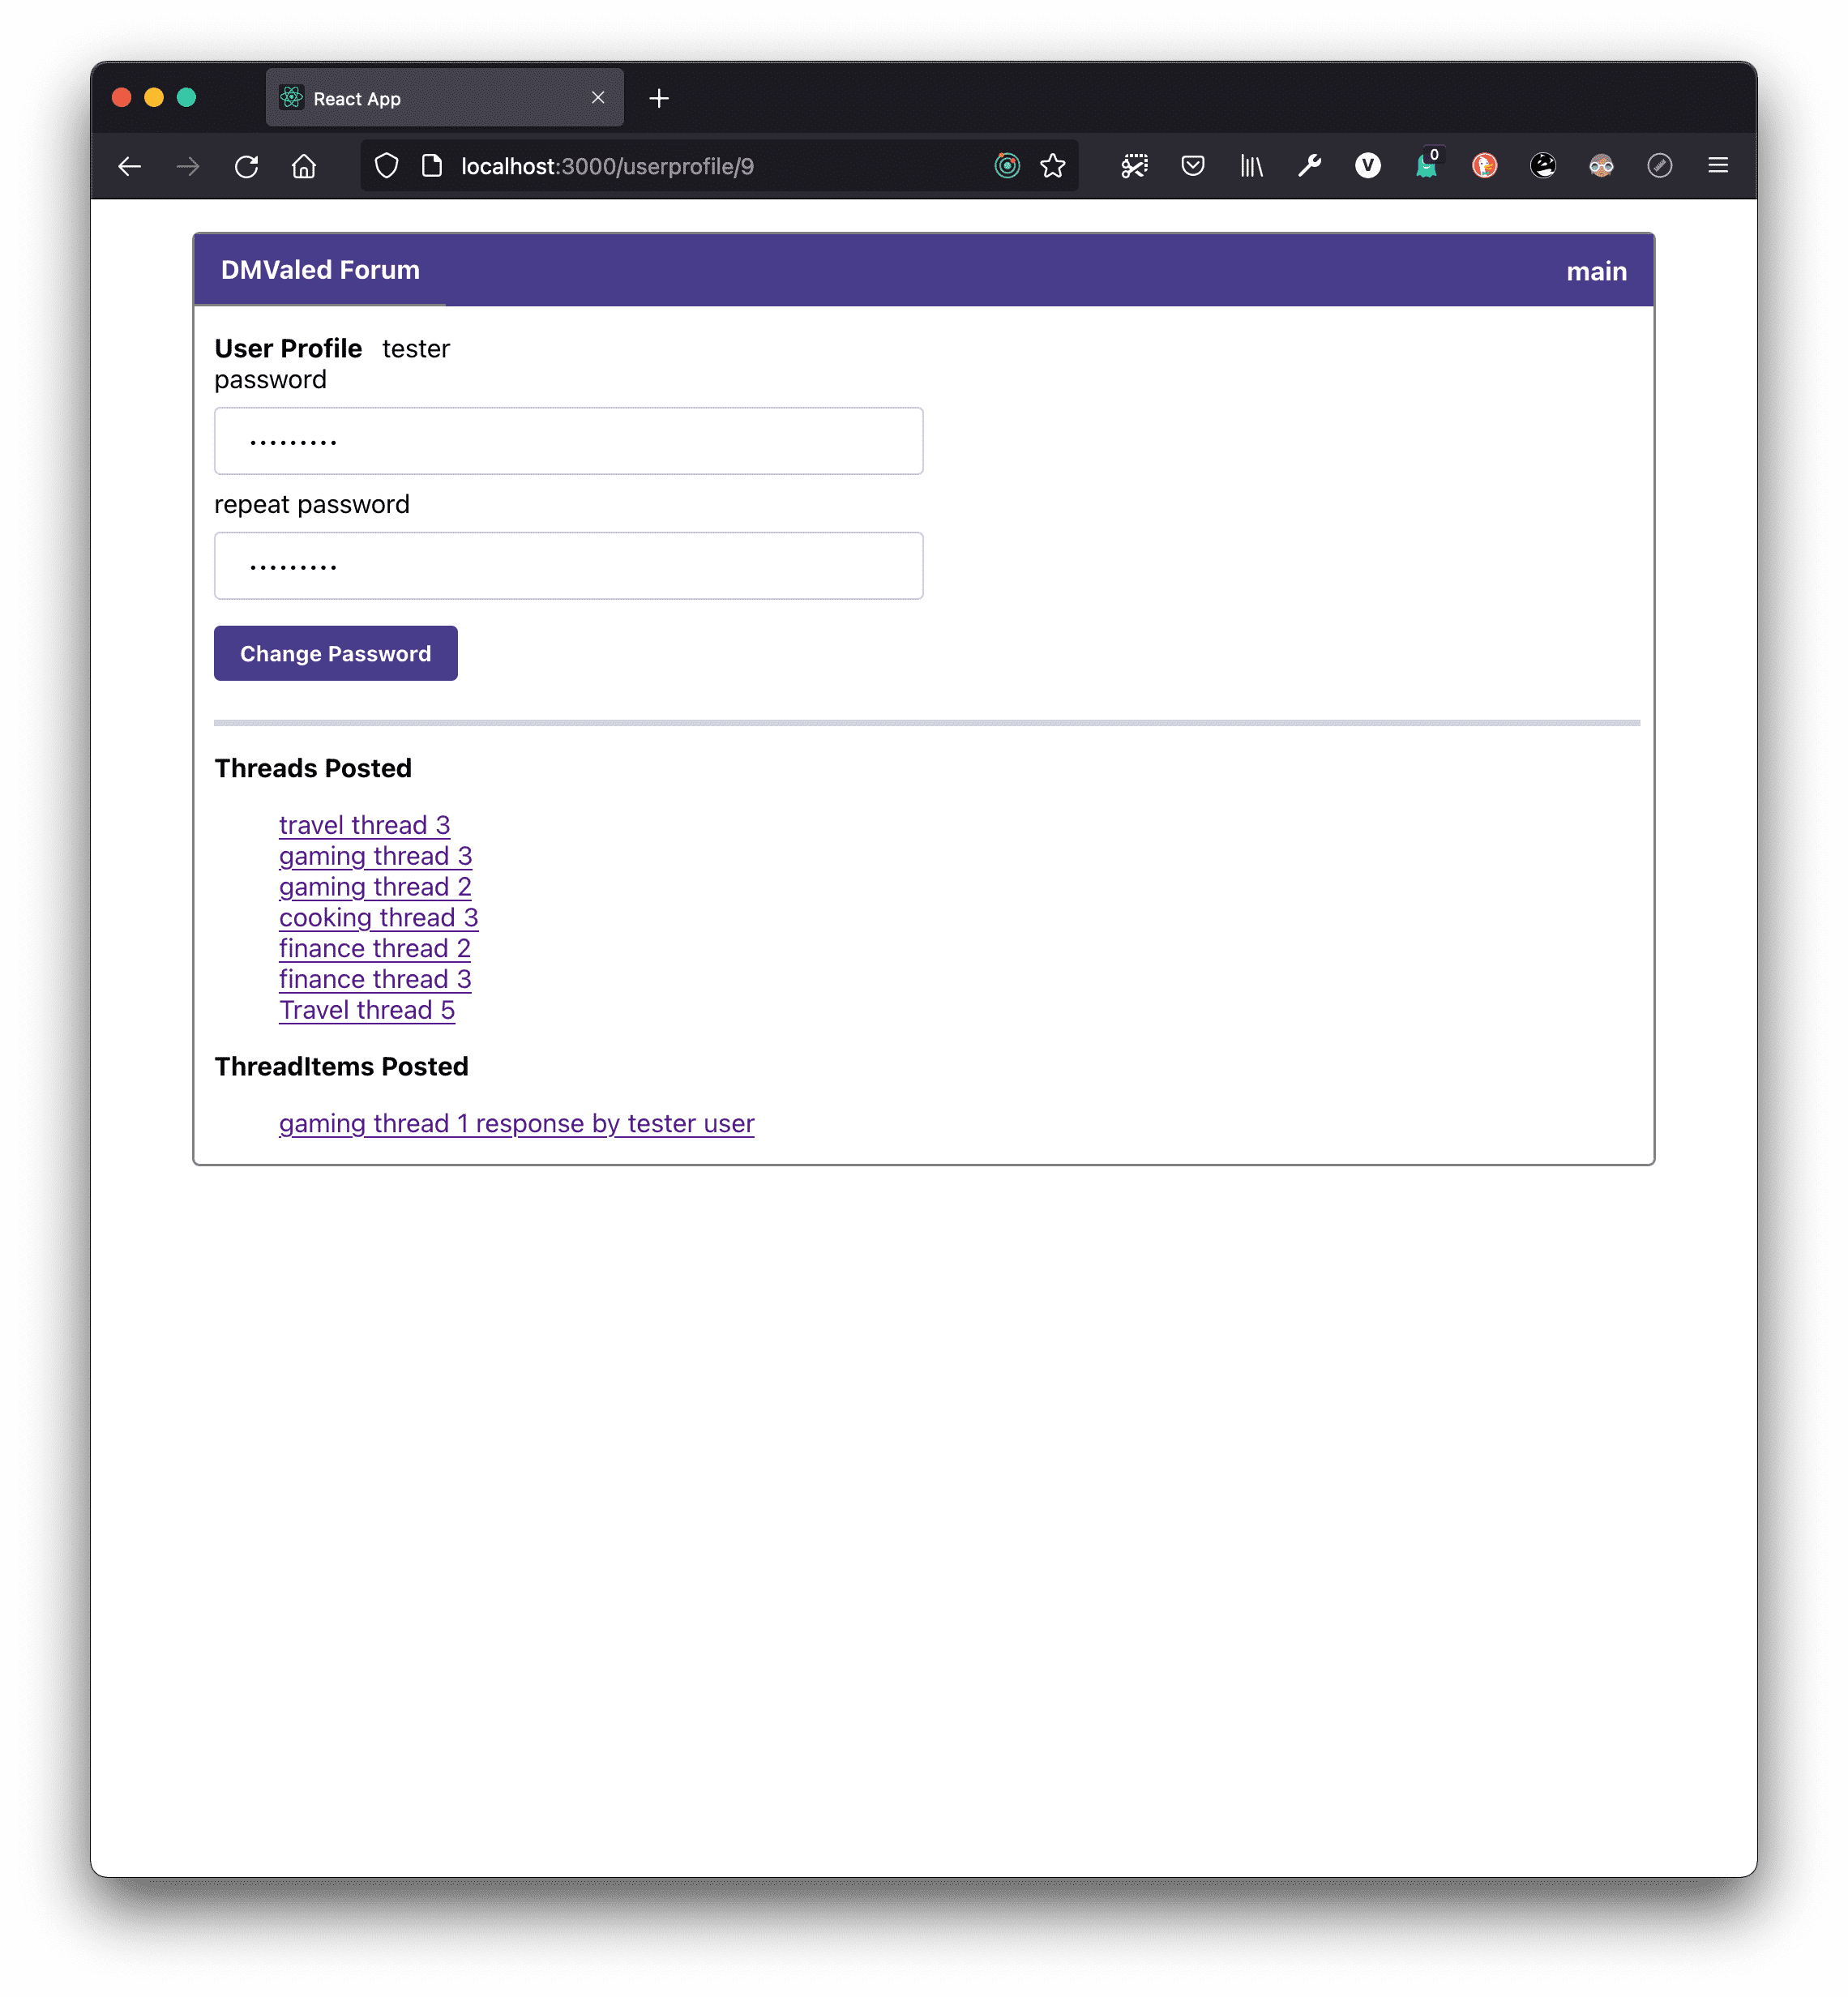 React App
localhost:3000/userprofile/9
V
0
DMValed Forum
main
User Profile tester
password
.........
repeat password
.........
Change Password
Threads Posted
travel thread 3
gaming thread 3
gaming thread 2
cooking thread 3
finance thread 2
finance thread 3
Travel thread 5
ThreadItems Posted
gaming thread 1 response by tester user